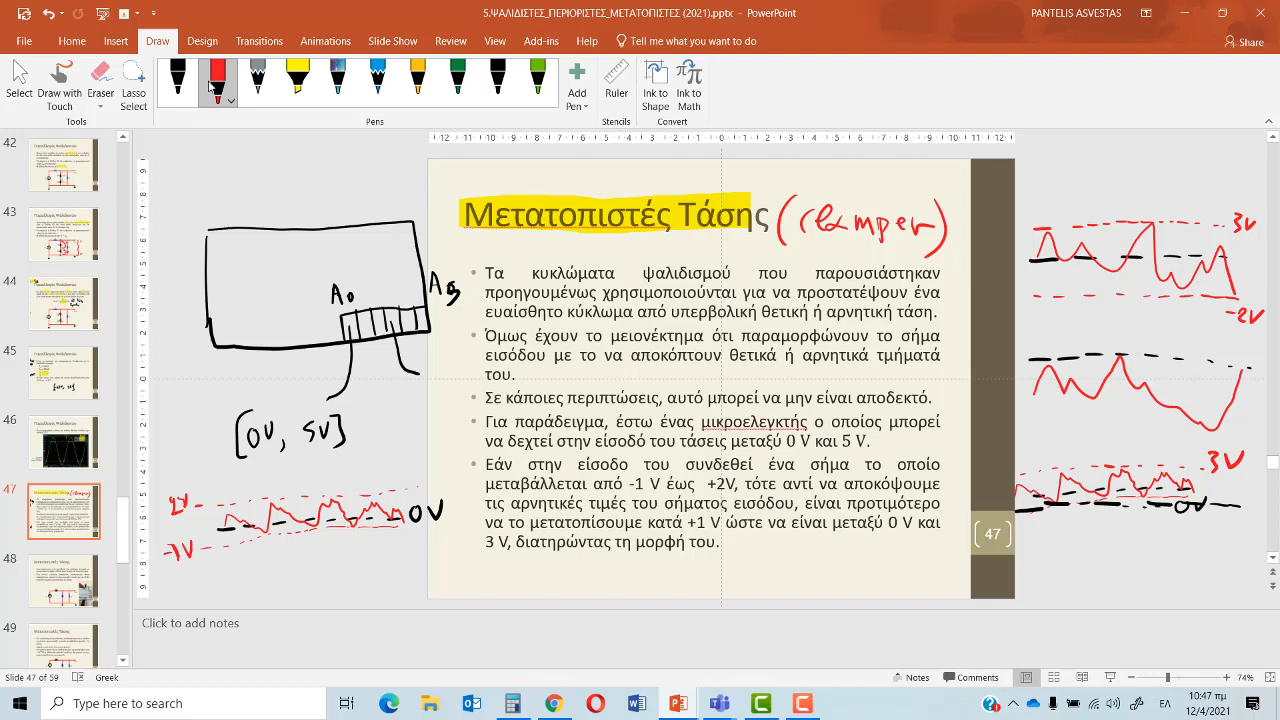 5.ΨΑΛΙΔΙΣΤΕΣ_ΠΕΡΙΟΡΙΣΤΕΣ_ΜΕΤΑΤΟΠΙΣΤΕΣ (2021).pptx - PowerPoint
PANTELIS ASVESTAS
File Home Insert Draw Design Transitions Animations Slide Show Review View Add-ins Help Tell me what you want to do Share
Select Draw with Touch Eraser Lasso Select Add Pen Ruler Ink to Shape Ink to Math
Tools Pens Stencils Convert
42
43
45
46
47
48
49
Μετατοπιστές Τάσης (clamper)
Τα κυκλώματα ψαλιδισμού που παρουσιάστηκαν
προηγουμένως χρησιμοποιούνται για να προστατέψουν ένα
ευαίσθητο κύκλωμα από υπερβολική θετική ή αρνητική τάση.
Όμως έχουν το μειονέκτημα ότι παραμορφώνουν το σήμα
εισόδου με το να αποκόπτουν θετικά ή αρνητικά τμήματά
του.
Σε κάποιες περιπτώσεις, αυτό μπορεί να μην είναι αποδεκτό.
Για παράδειγμα, έστω ένας μικροελεγκτής ο οποίος μπορεί
να δεχτεί στην είσοδό του τάσεις μεταξύ 0 V και 5 V.
Εάν στην είσοδο του συνδεθεί ένα σήμα το οποίο
μεταβάλλεται από -1 V έως +2V, τότε αντί να αποκόψουμε
τις αρνητικές τιμές του σήματος εισόδου, είναι προτιμότερο
να το μετατοπίσουμε κατά +1 V ώστε να είναι μεταξύ 0 V και
3 V, διατηρώντας τη μορφή του.
47
A0
A5
[0V, 5V]
2V
-1V
0V
3V
-2V
3V
0V
Click to add notes
Slide 47 of 59 Greek Notes Comments 74%
Type here to search
10:47 πμ